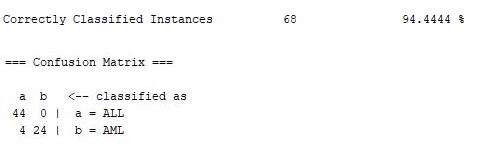 Correctly Classified Instances          68               94.4444 %
=== Confusion Matrix ===
  a  b   <-- classified as
 44  0 |  a = ALL
  4 24 |  b = AML